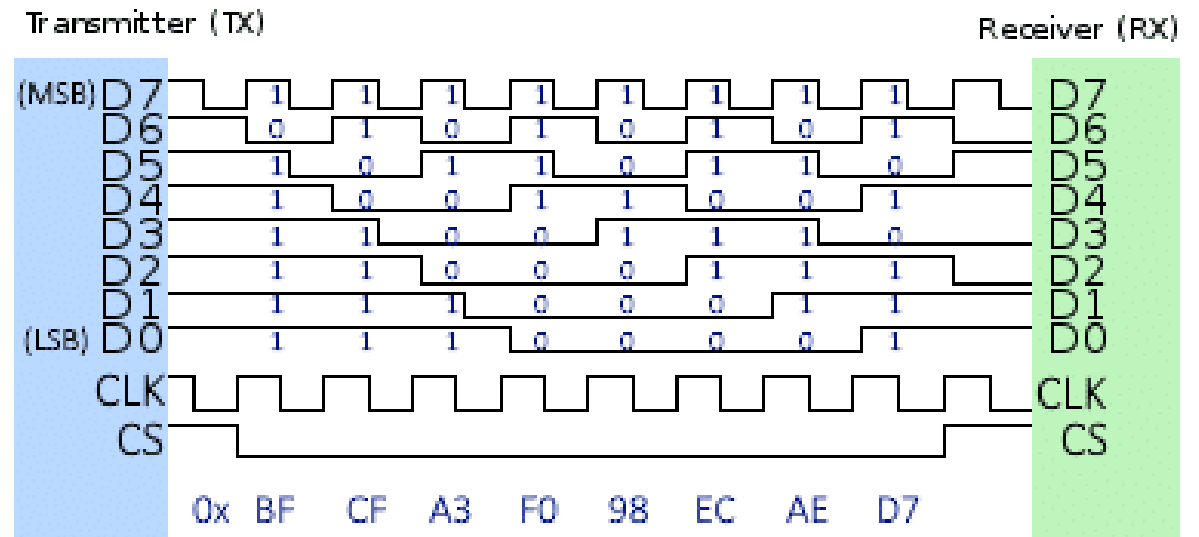 Transmitter (TX)
Receiver (RX)
(MSB) D7 1 1 1 1 1 1 1 1 D7
D6 0 1 0 1 0 1 0 1 D6
D5 1 0 1 1 0 1 1 0 D5
D4 1 0 0 1 1 0 0 1 D4
D3 1 1 0 0 1 1 1 0 D3
D2 1 1 0 0 0 1 1 1 D2
D1 1 1 1 0 0 0 1 1 D1
(LSB) D0 1 1 1 0 0 0 0 1 D0
CLK CLK
CS CS
0x BF CF A3 F0 98 EC AE D7